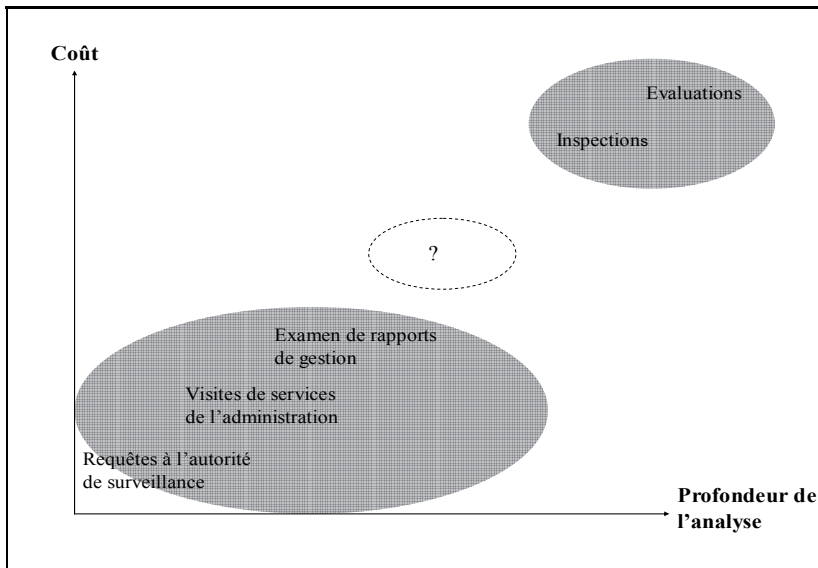 Coût
Evaluations
Inspections
?
Examen de rapports
de gestion
Visites de services
de l’administration
Requêtes à l’autorité
de surveillance
Profondeur de
l’analyse